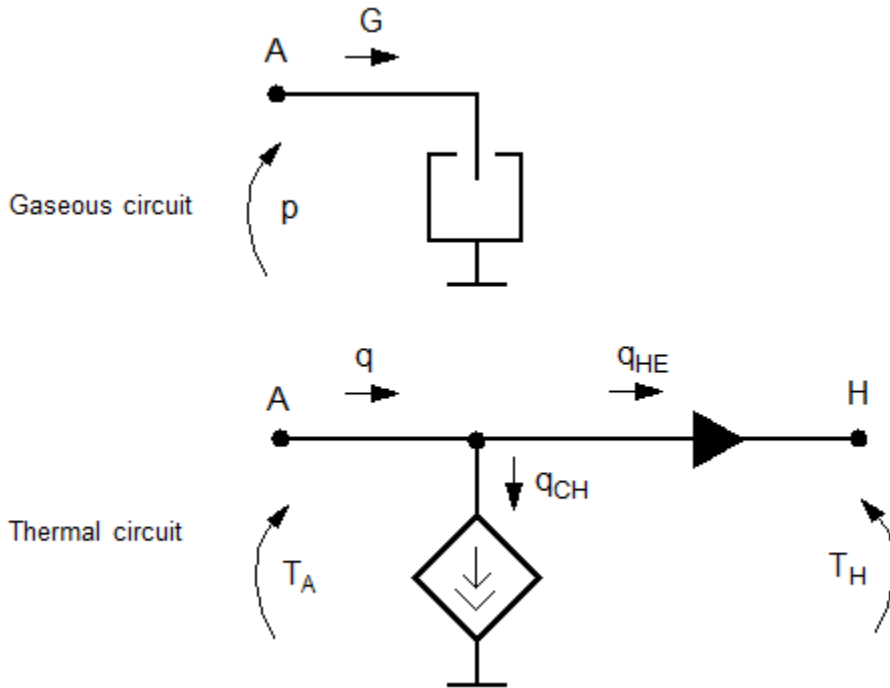 G
A
Gaseous circuit
p
q
q_HE
A
H
q_CH
Thermal circuit
T_A
T_H